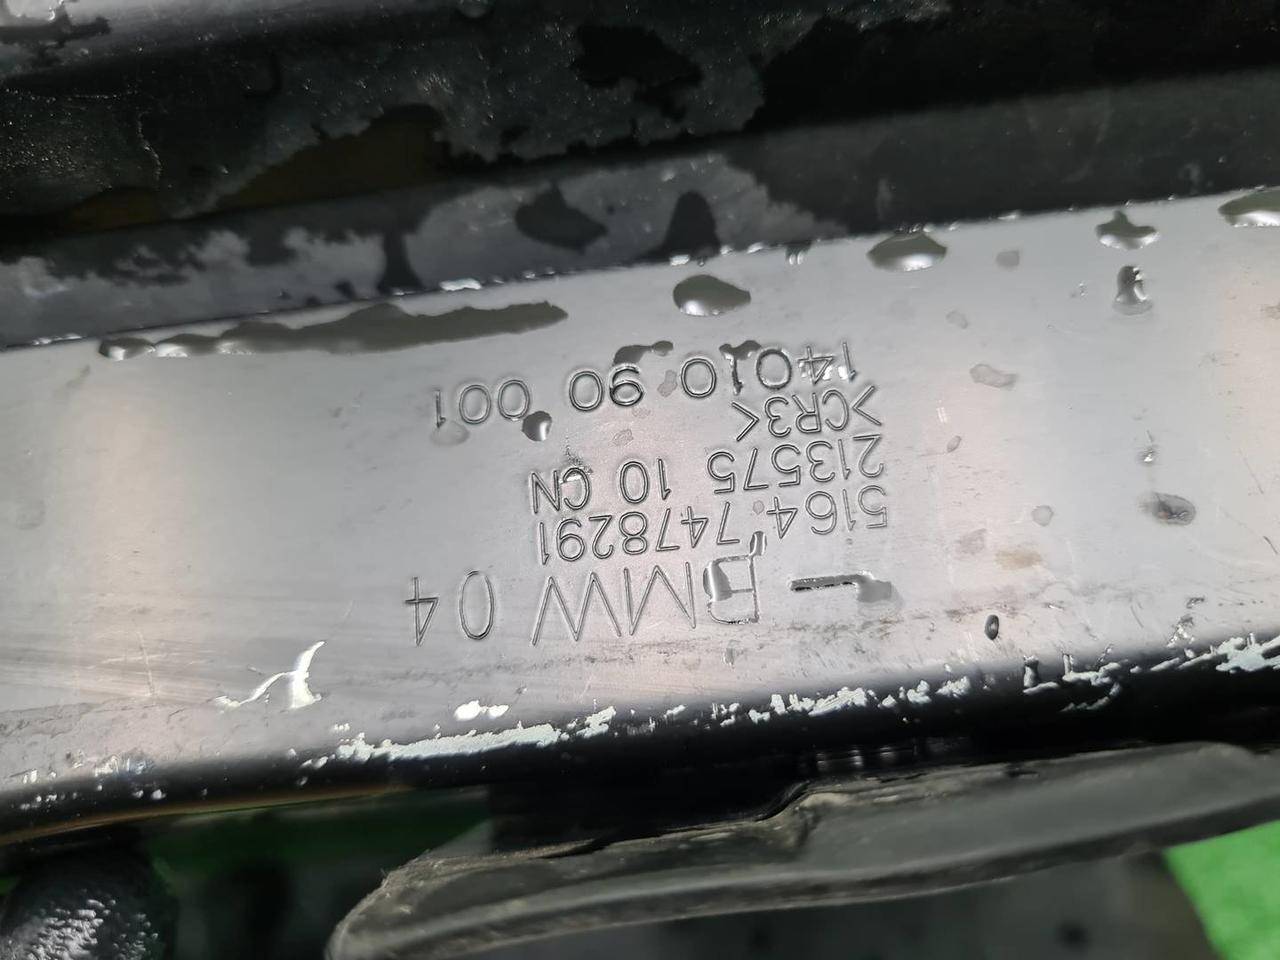 - BMW 04
5164 7478291
213575 10 CN
>CR3<
14010 90 001